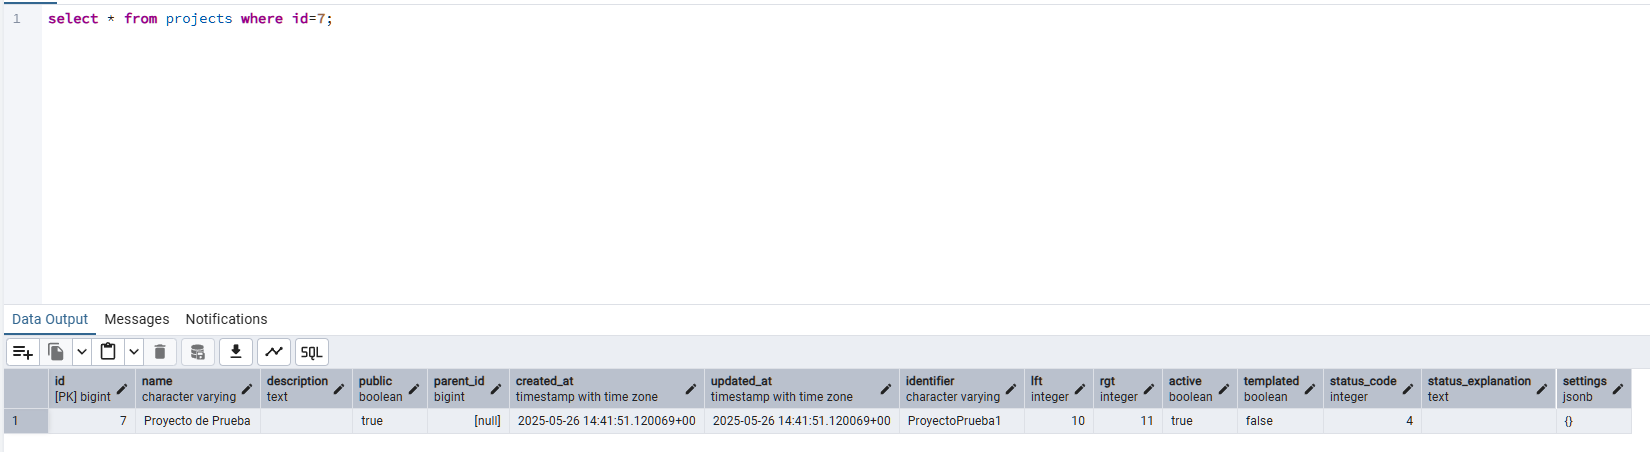 1 select * from projects where id=7;
Data Output Messages Notifications
SQL
id name description public parent_id created_at updated_at identifier lft rgt active templated status_code status_explanation settings
[PK] bigint character varying text boolean bigint timestamp with time zone timestamp with time zone character varying integer integer boolean boolean integer text jsonb
1 7 Proyecto de Prueba true [null] 2025-05-26 14:41:51.120069+00 2025-05-26 14:41:51.120069+00 ProyectoPrueba1 10 11 true false 4 {}